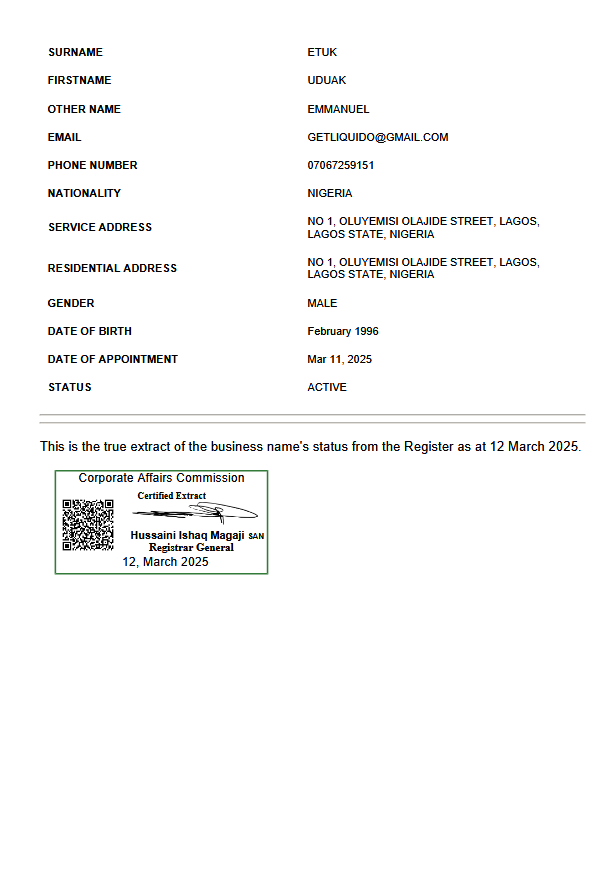 SURNAME ETUK
FIRSTNAME UDUAK
OTHER NAME EMMANUEL
EMAIL GETLIQUIDO@GMAIL.COM
PHONE NUMBER 07067259151
NATIONALITY NIGERIA
SERVICE ADDRESS NO 1, OLUYEMISI OLAJIDE STREET, LAGOS,
LAGOS STATE, NIGERIA
RESIDENTIAL ADDRESS NO 1, OLUYEMISI OLAJIDE STREET, LAGOS,
LAGOS STATE, NIGERIA
GENDER MALE
DATE OF BIRTH February 1996
DATE OF APPOINTMENT Mar 11, 2025
STATUS ACTIVE
This is the true extract of the business name's status from the Register as at 12 March 2025.
Corporate Affairs Commission
Certified Extract
Hussaini Ishaq Magaji SAN
Registrar General
12, March 2025